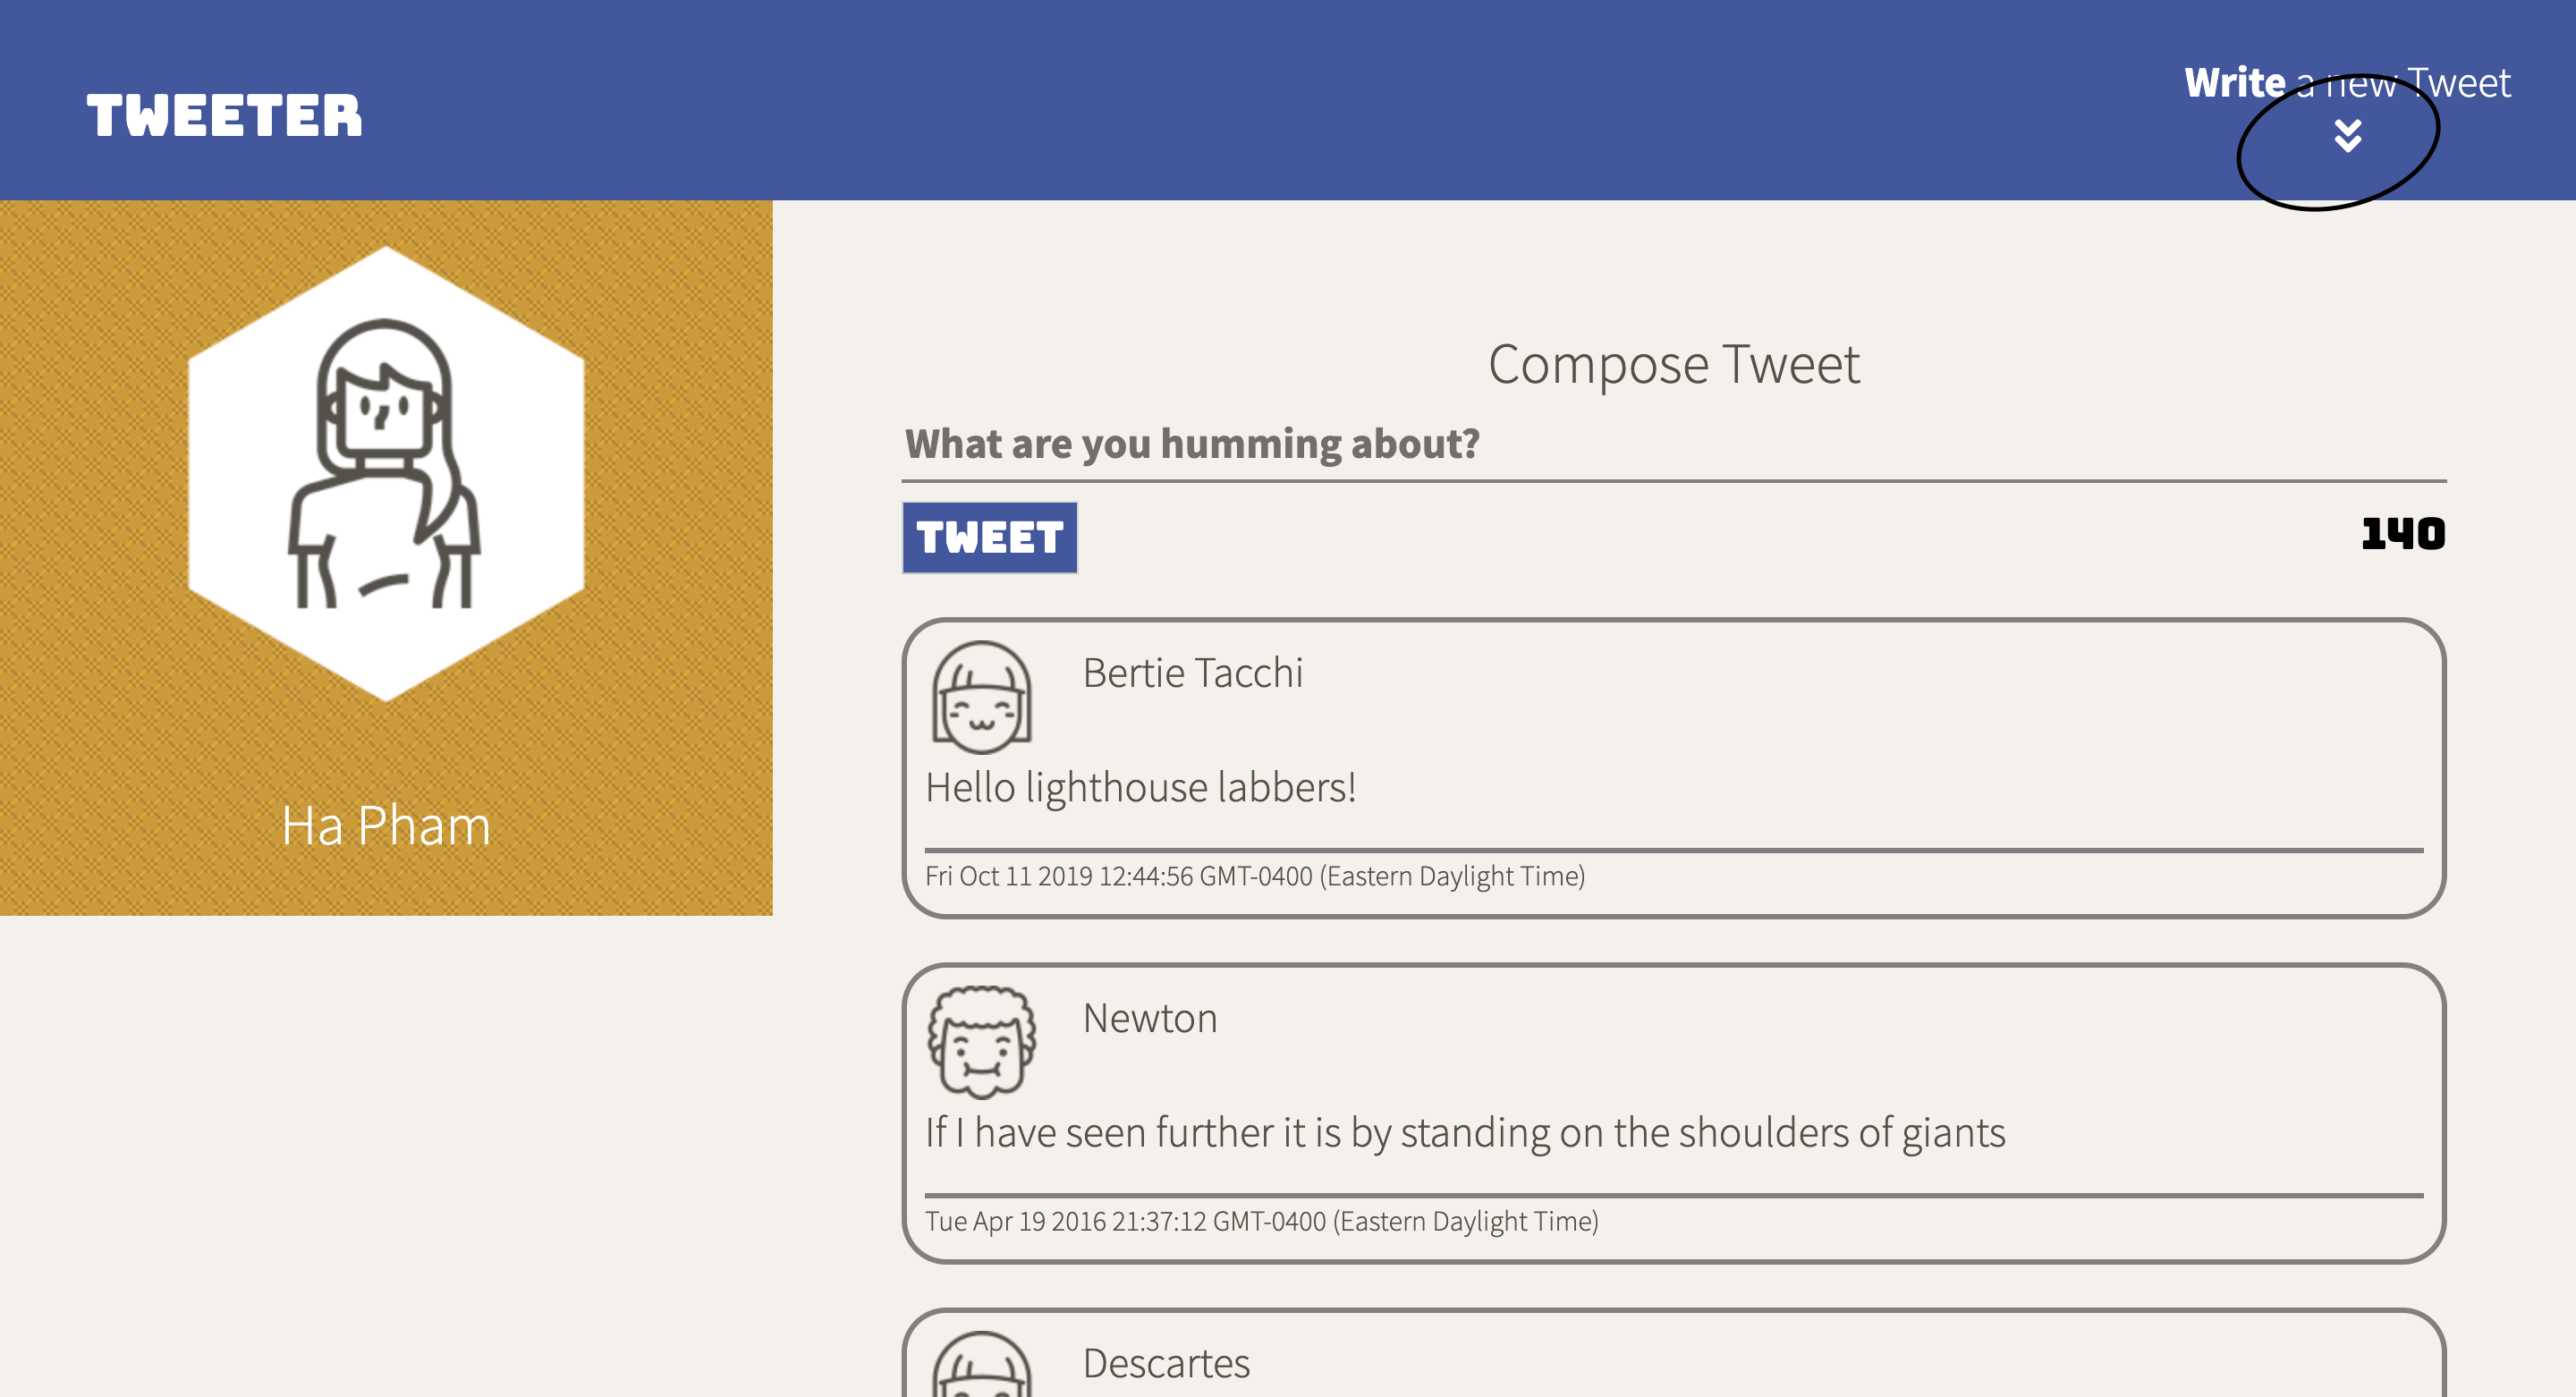 TWEETER
Write a new Tweet
Ha Pham
Compose Tweet
What are you humming about?
TWEET
140
Bertie Tacchi
Hello lighthouse labbers!
Fri Oct 11 2019 12:44:56 GMT-0400 (Eastern Daylight Time)
Newton
If I have seen further it is by standing on the shoulders of giants
Tue Apr 19 2016 21:37:12 GMT-0400 (Eastern Daylight Time)
Descartes